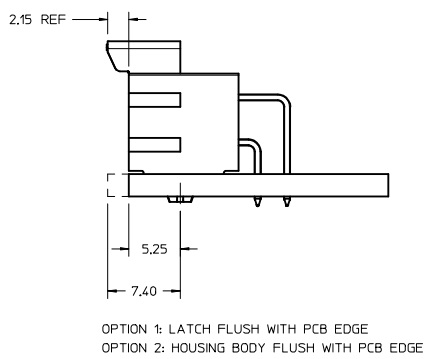 2.15 REF
5.25
7.40
OPTION 1: LATCH FLUSH WITH PCB EDGE
OPTION 2: HOUSING BODY FLUSH WITH PCB EDGE